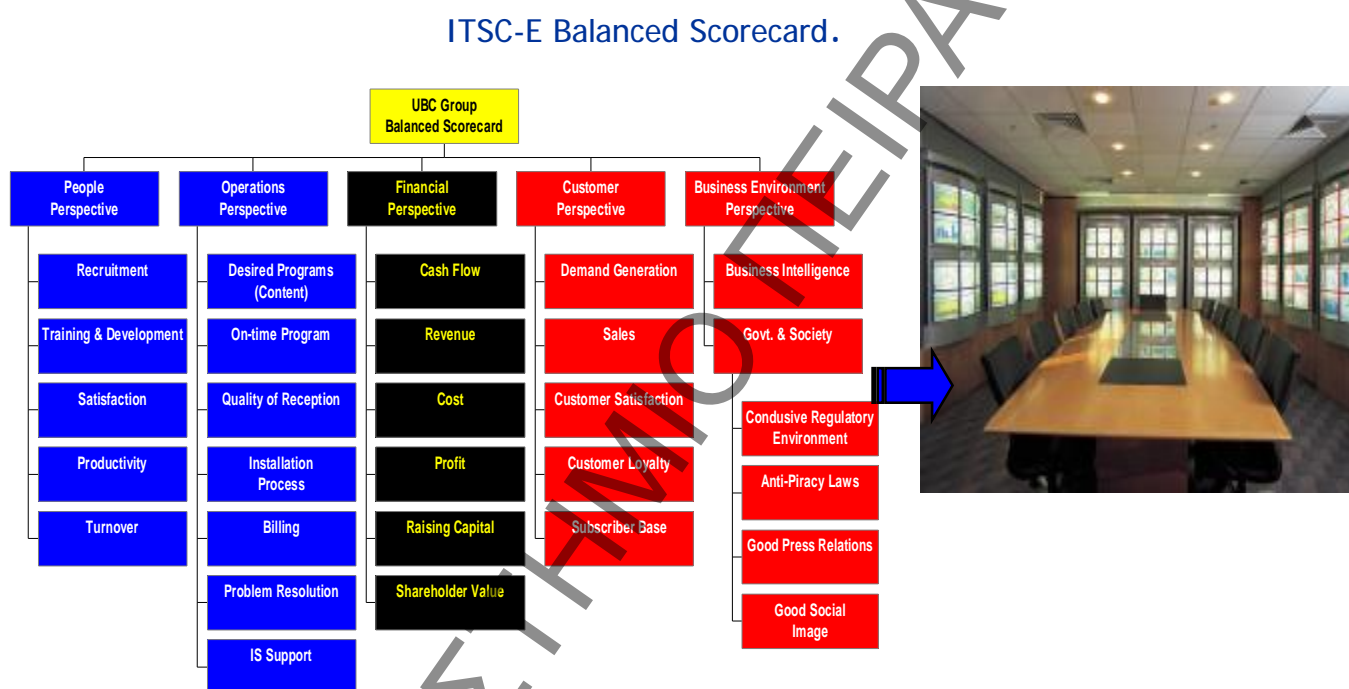 ITSC-E Balanced Scorecard.
UBC Group
Balanced Scorecard
People
Perspective
Recruitment
Training & Development
Satisfaction
Productivity
Turnover
Operations
Perspective
Desired Programs
(Content)
On-time Program
Quality of Reception
Installation
Process
Billing
Problem Resolution
IS Support
Financial
Perspective
Cash Flow
Revenue
Cost
Profit
Raising Capital
Shareholder Value
Customer
Perspective
Demand Generation
Sales
Customer Satisfaction
Customer Loyalty
Subscriber Base
Business Environment
Perspective
Business Intelligence
Govt. & Society
Condusive Regulatory
Environment
Anti-Piracy Laws
Good Press Relations
Good Social
Image
ΣΤΗΜΙΟ ΠΕΙΡΑ